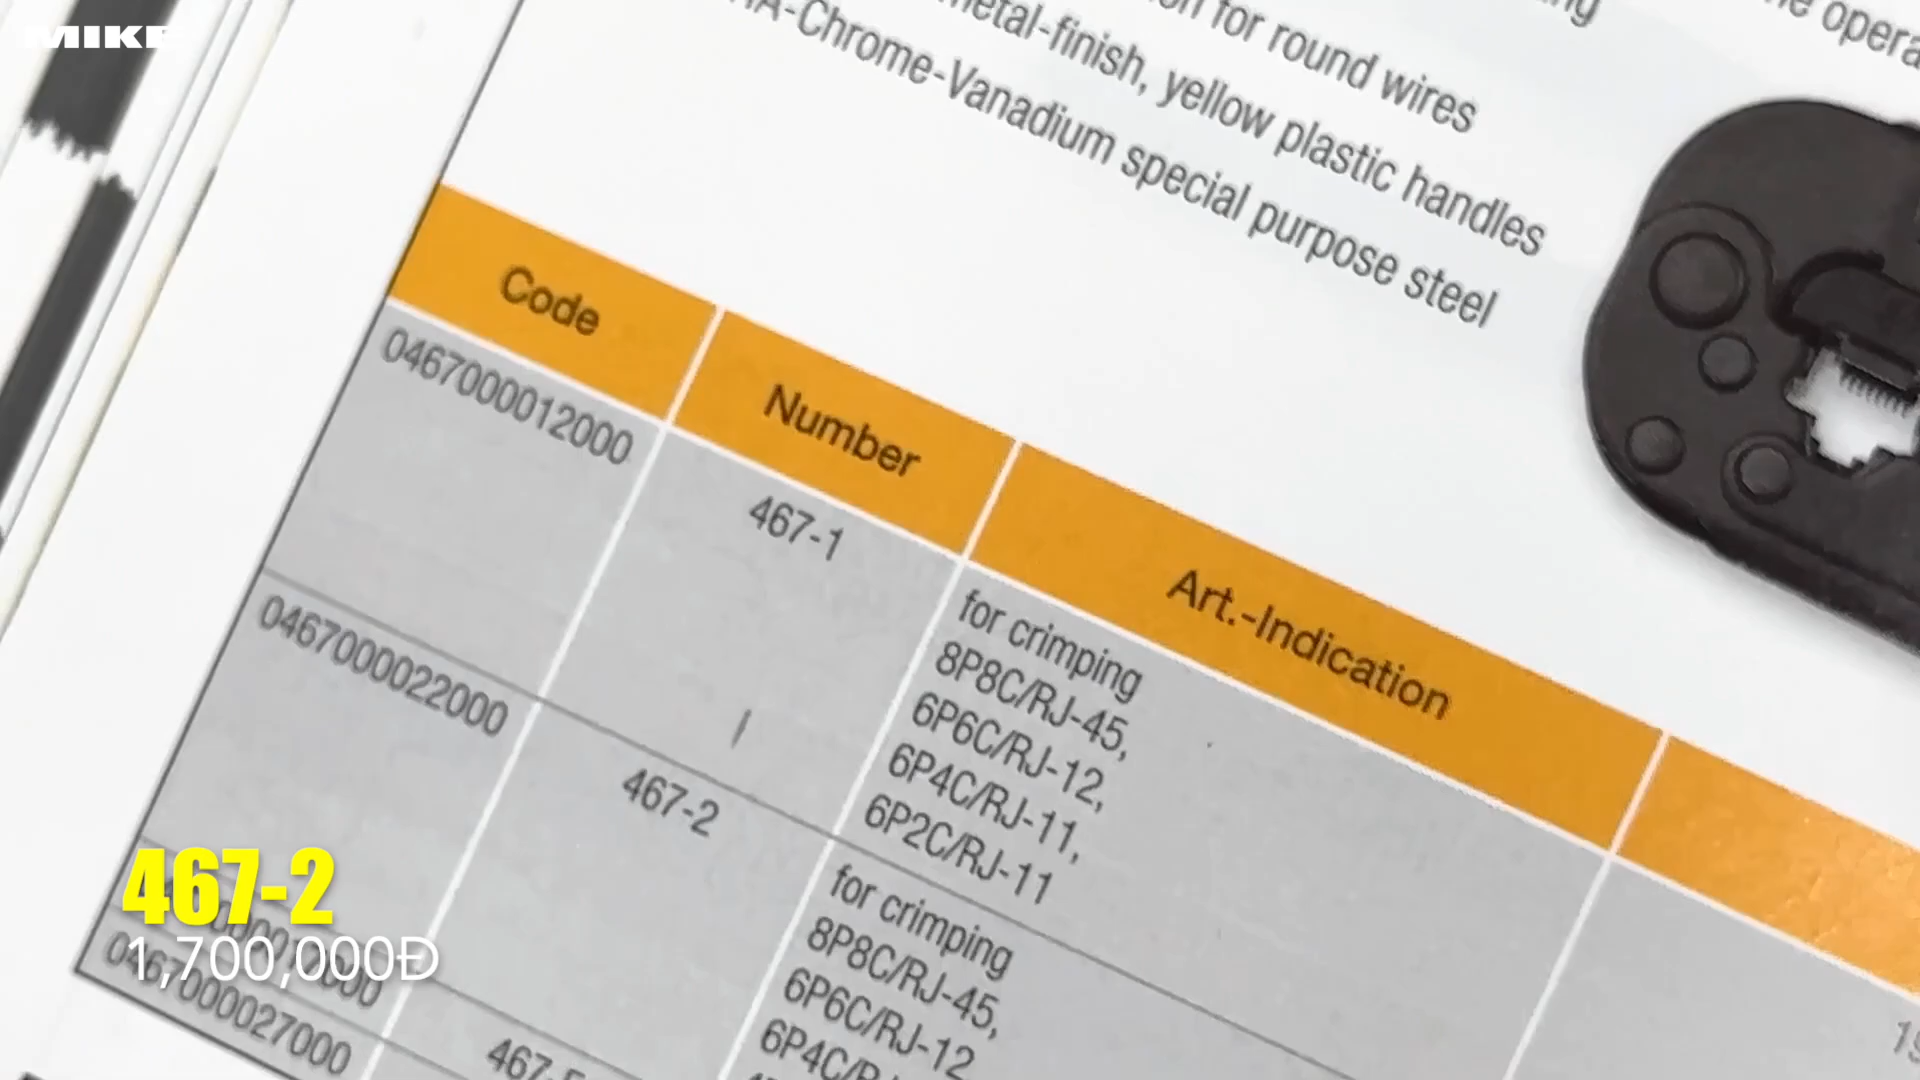 MIKE
for round wires
metal-finish, yellow plastic handles
-Chrome-Vanadium special purpose steel
Code
Number
Art.-Indication
0467000012000
467-1
for crimping
8P8C/RJ-45,
6P6C/RJ-12,
6P4C/RJ-11,
6P2C/RJ-11
0467000022000
467-2
for crimping
8P8C/RJ-45,
6P6C/RJ-12
0467000027000
467-2
1,700,000Đ